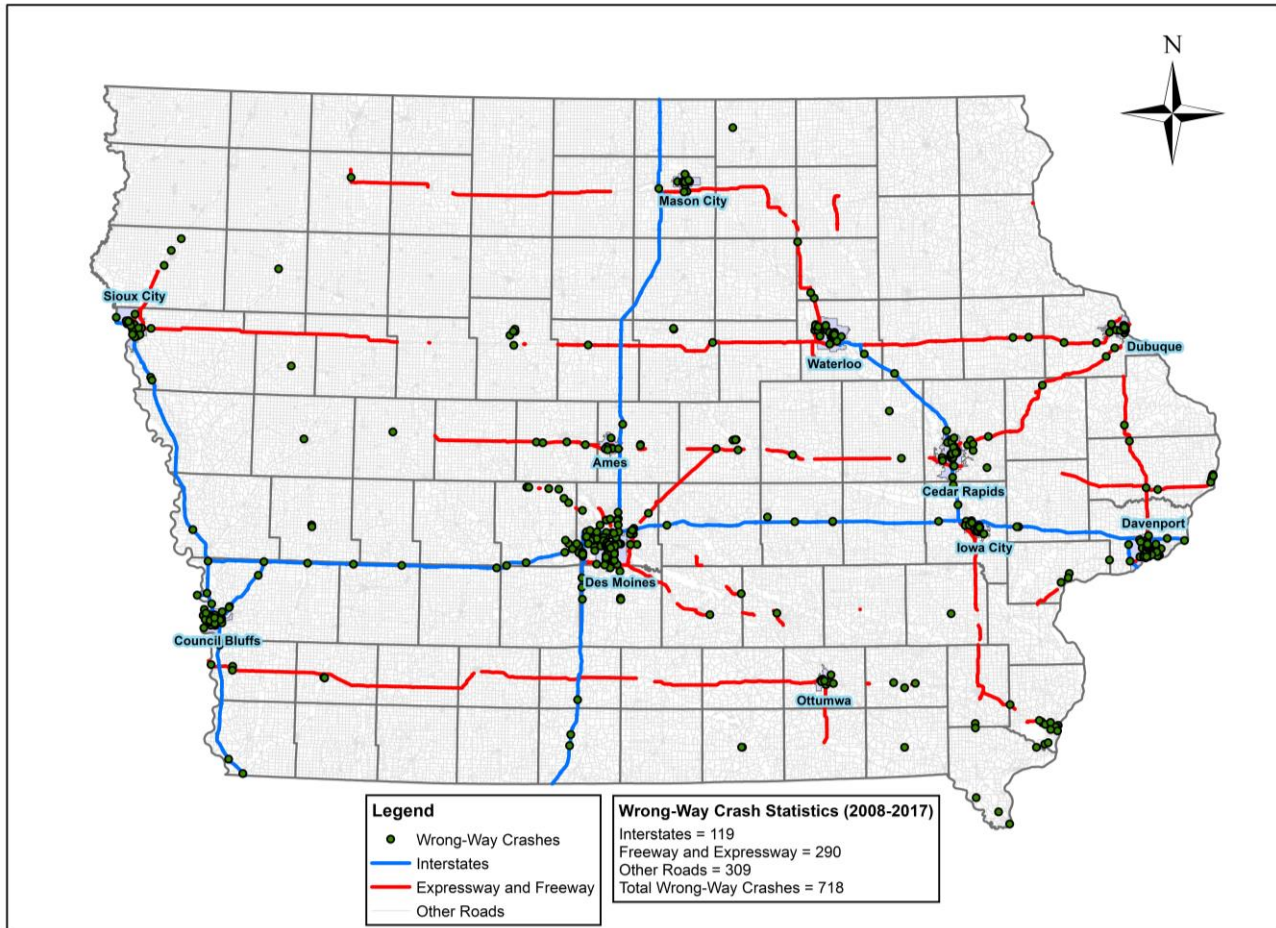 N
Mason City
Sioux City
Dubuque
Waterloo
Ames
Cedar Rapids
Davenport
Iowa City
Des Moines
Council Bluffs
Ottumwa
Legend
Wrong-Way Crashes
Interstates
Expressway and Freeway
Other Roads
Wrong-Way Crash Statistics (2008-2017)
Interstates = 119
Freeway and Expressway = 290
Other Roads = 309
Total Wrong-Way Crashes = 718